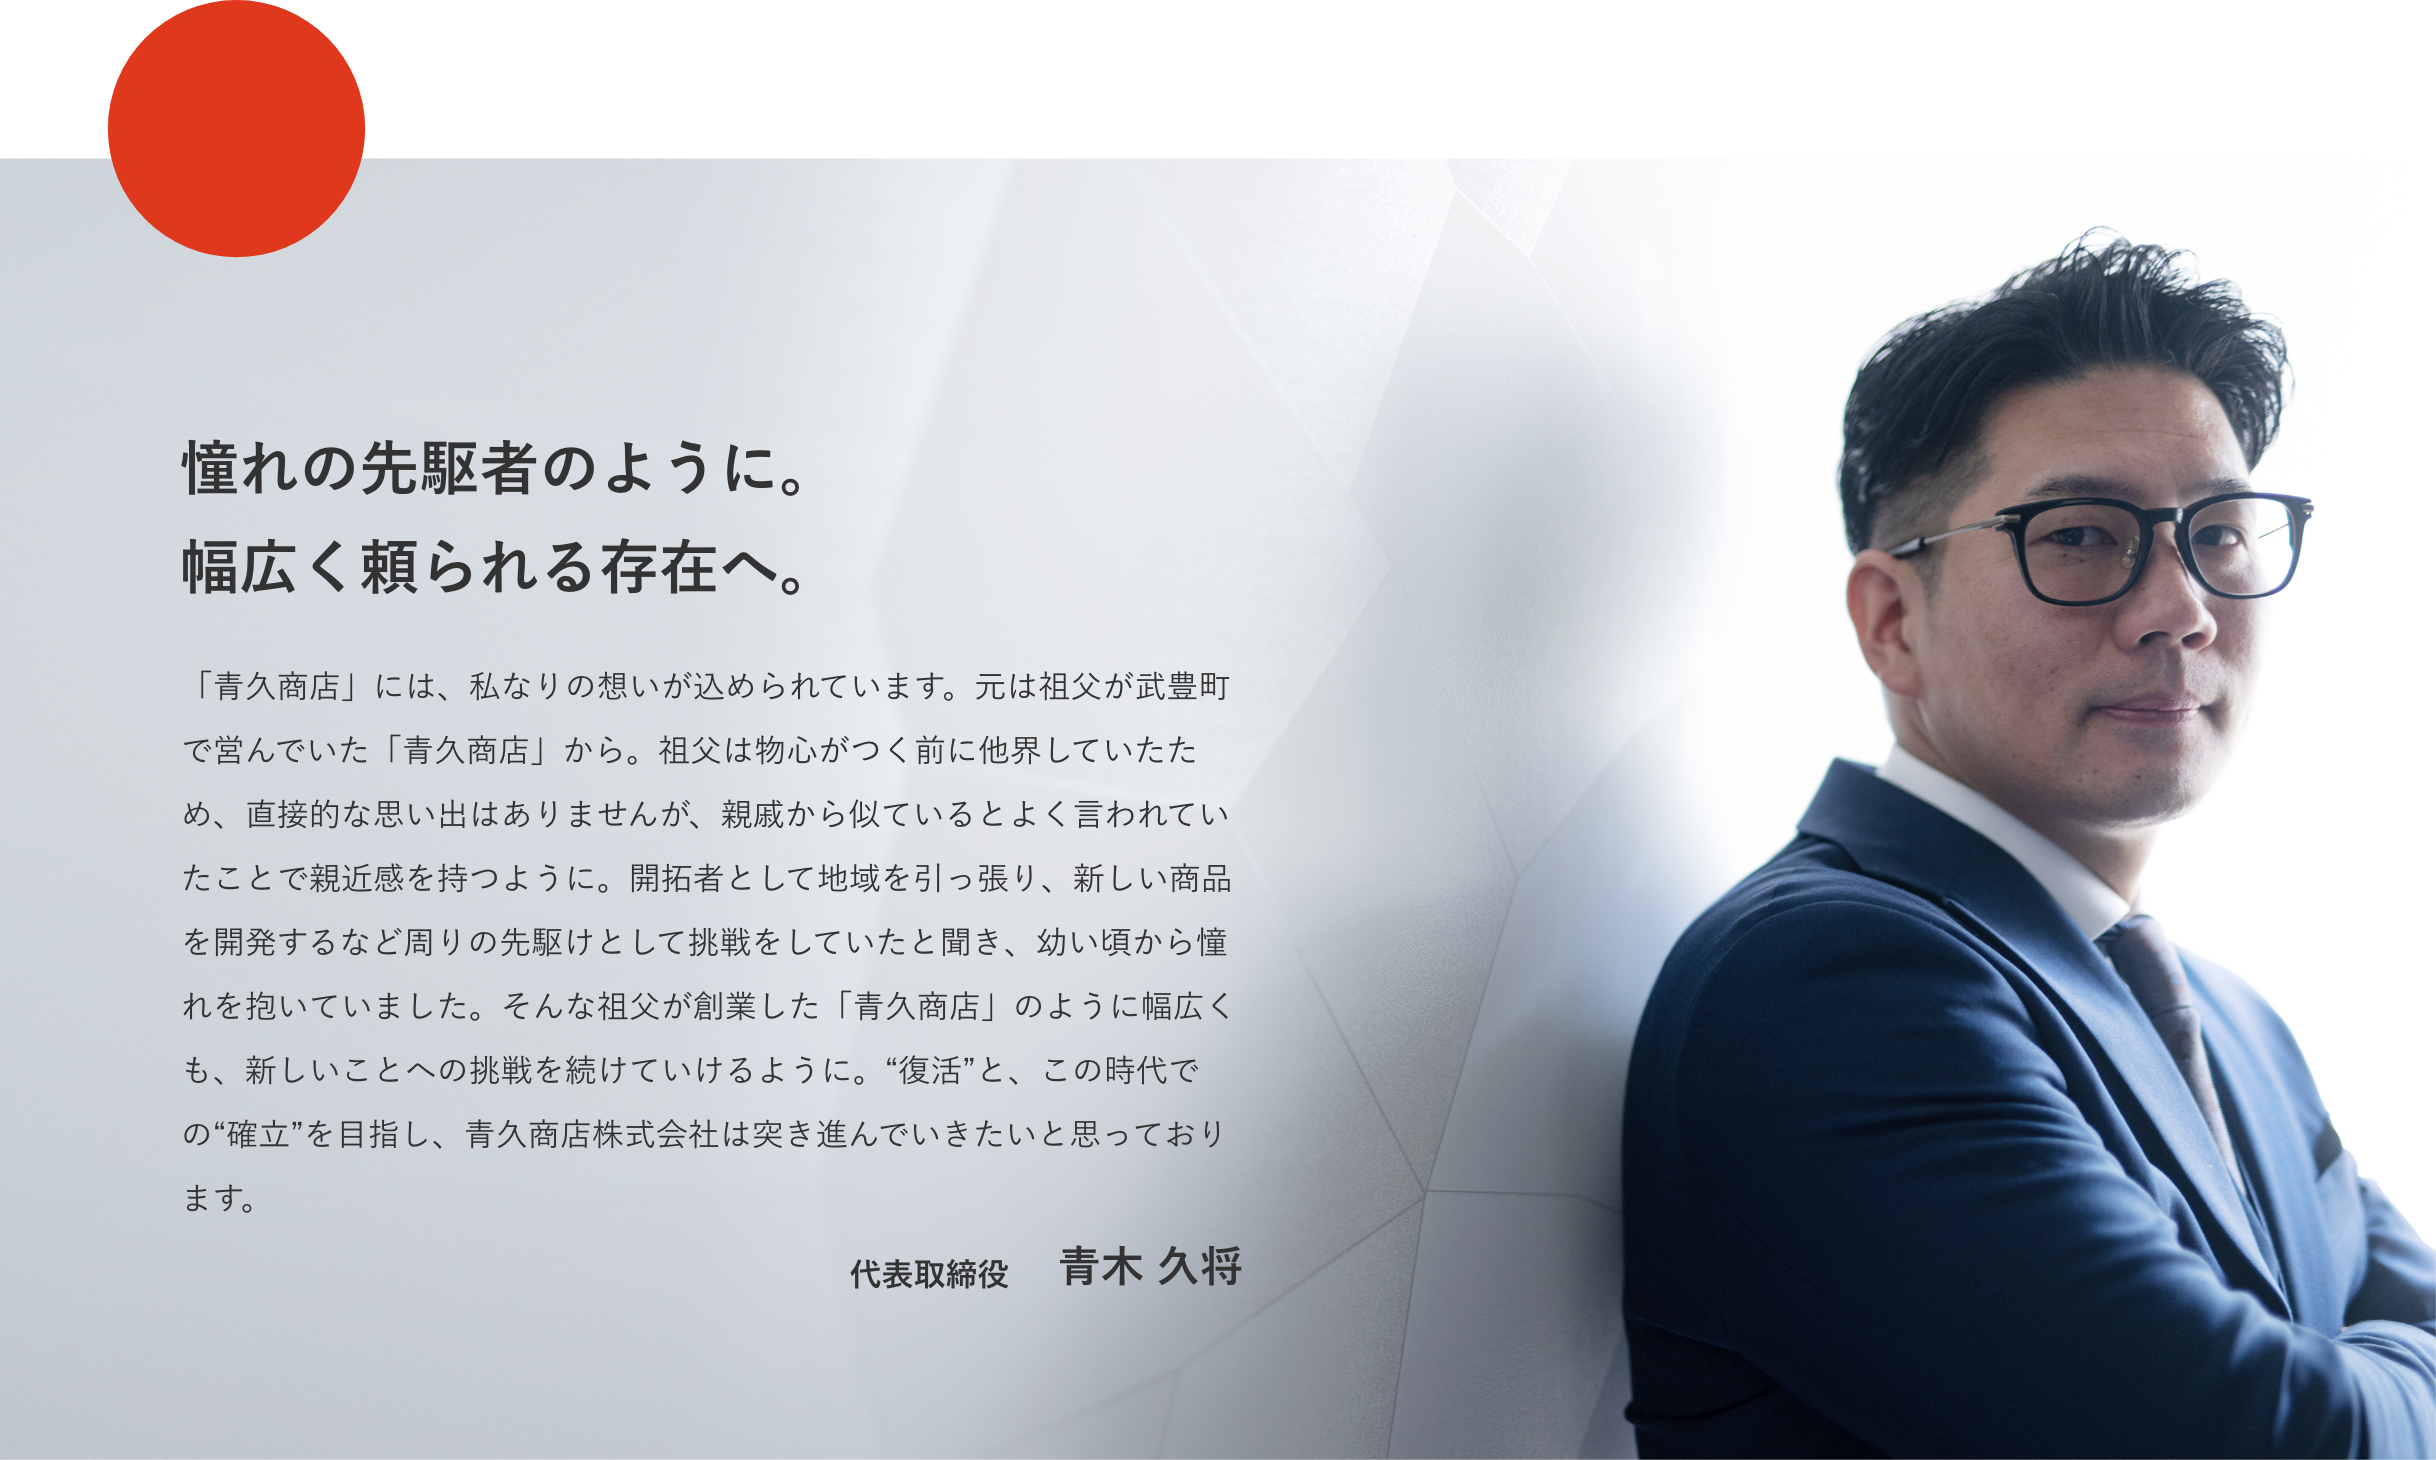 憧れの先駆者のように。
幅広く頼られる存在へ。
「青久商店」には、私なりの想いが込められています。元は祖父が武豊町
で営んでいた「青久商店」から。祖父は物心がつく前に他界していたた
め、直接的な思い出はありませんが、親戚から似ているとよく言われてい
たことで親近感を持つように。開拓者として地域を引っ張り、新しい商品
を開発するなど周りの先駆けとして挑戦をしていたと聞き、幼い頃から憧
れを抱いていました。そんな祖父が創業した「青久商店」のように幅広く
も、新しいことへの挑戦を続けていけるように。“復活”と、この時代で
の“確立”を目指し、青久商店株式会社は突き進んでいきたいと思っており
ます。
代表取締役 青木 久将